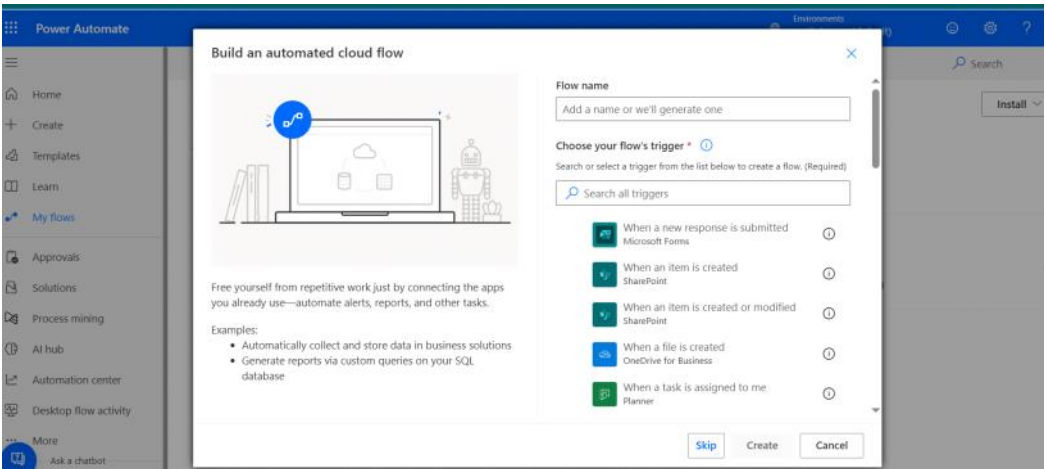 Power Automate
Environments
Search
Install
Home
Create
Templates
Learn
My flows
Approvals
Solutions
Process mining
AI hub
Automation center
Desktop flow activity
More
Ask a chatbot
Build an automated cloud flow
Free yourself from repetitive work just by connecting the apps
you already use—automate alerts, reports, and other tasks.
Examples:
• Automatically collect and store data in business solutions
• Generate reports via custom queries on your SQL
database
Flow name
Add a name or we'll generate one
Choose your flow's trigger *
Search or select a trigger from the list below to create a flow. (Required)
Search all triggers
When a new response is submitted
Microsoft Forms
When an item is created
SharePoint
When an item is created or modified
SharePoint
When a file is created
OneDrive for Business
When a task is assigned to me
Planner
Skip
Create
Cancel